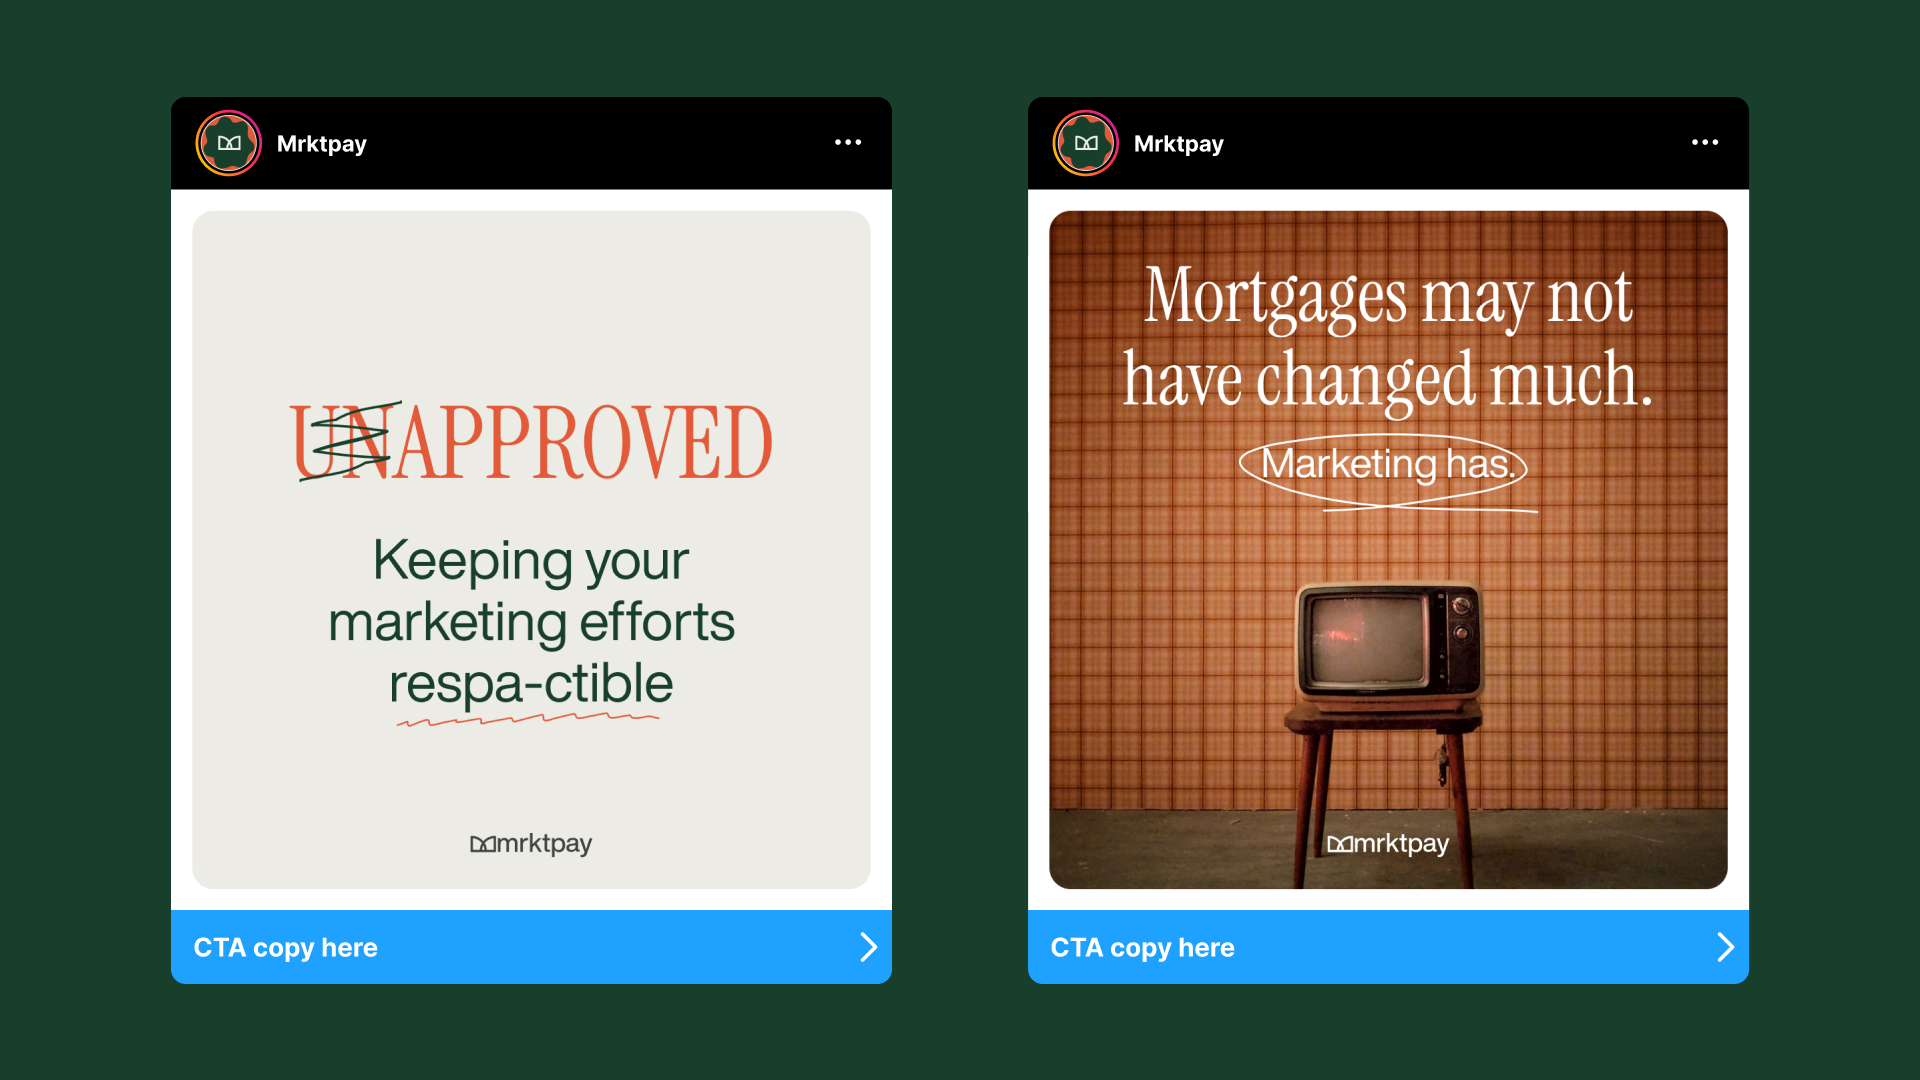 Mrktpay
UNAPPROVED
Keeping your
marketing efforts
respa-ctible
mrktpay
CTA copy here
Mrktpay
Mortgages may not
have changed much.
Marketing has.
mrktpay
CTA copy here